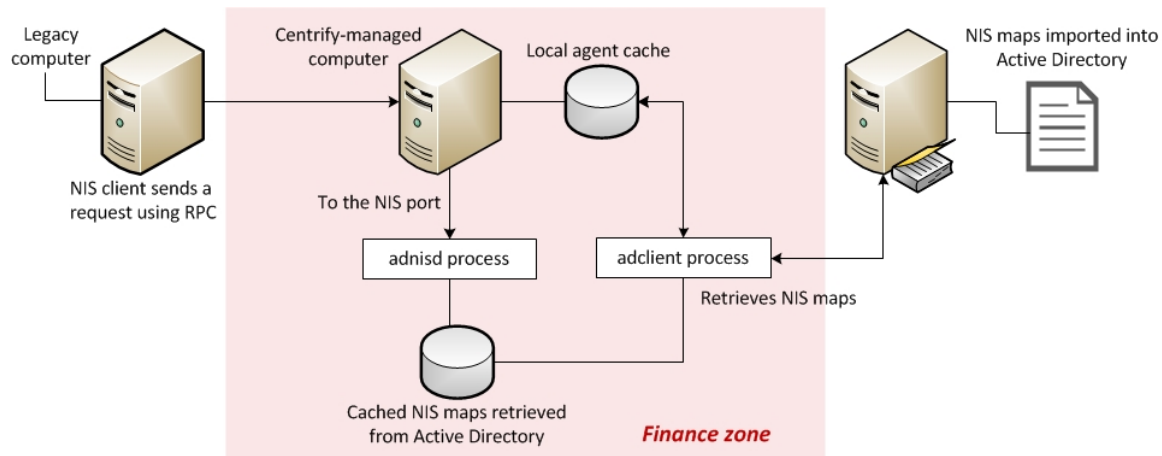 Legacy
computer
NIS client sends a
request using RPC
Centrify-managed
computer
Local agent cache
NIS maps imported into
Active Directory
To the NIS port
adnisd process
adclient process
Retrieves NIS maps
Cached NIS maps retrieved
from Active Directory
Finance zone